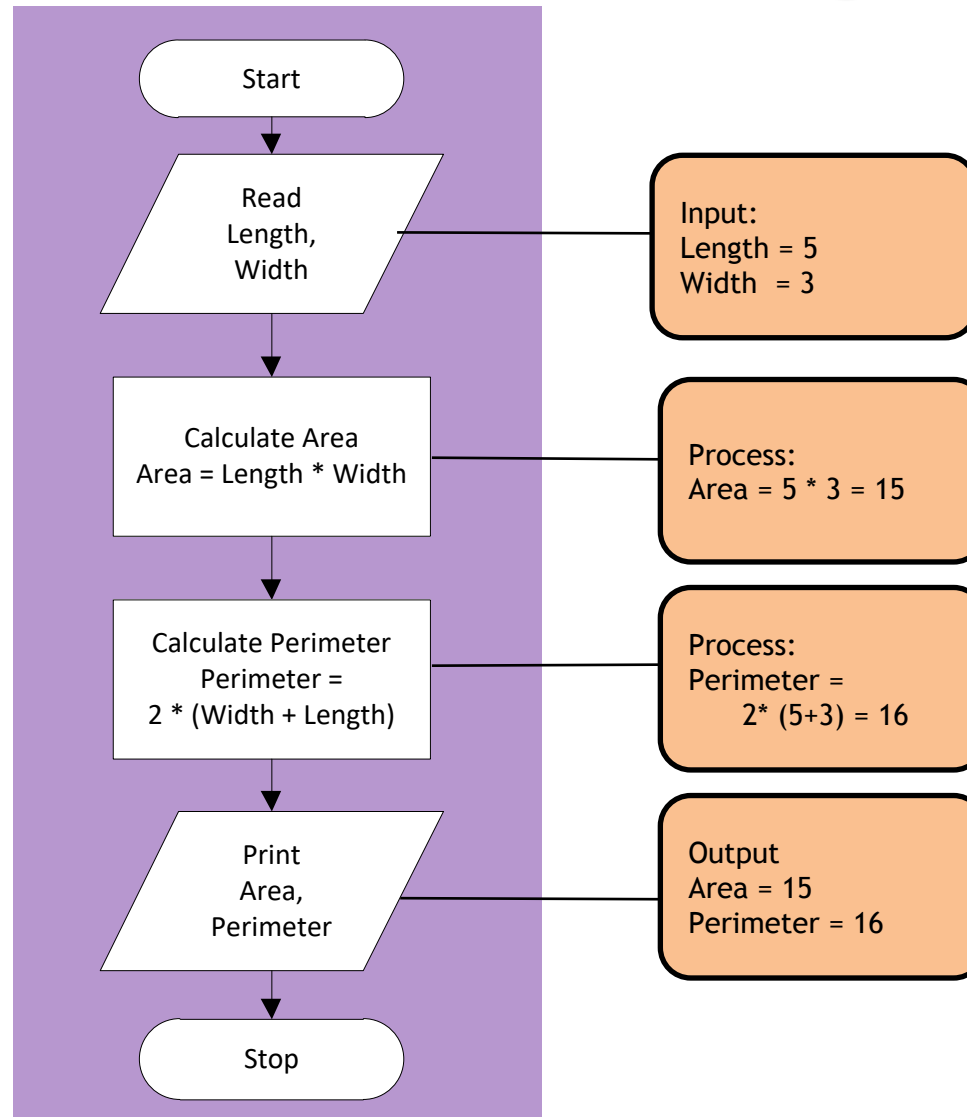 Start
Read
Length,
Width
Input:
Length = 5
Width  = 3
Calculate Area
Area = Length * Width
Process:
Area = 5 * 3 = 15
Calculate Perimeter
Perimeter =
2 * (Width + Length)
Process:
Perimeter =
2* (5+3) = 16
Print
Area,
Perimeter
Output
Area = 15
Perimeter = 16
Stop